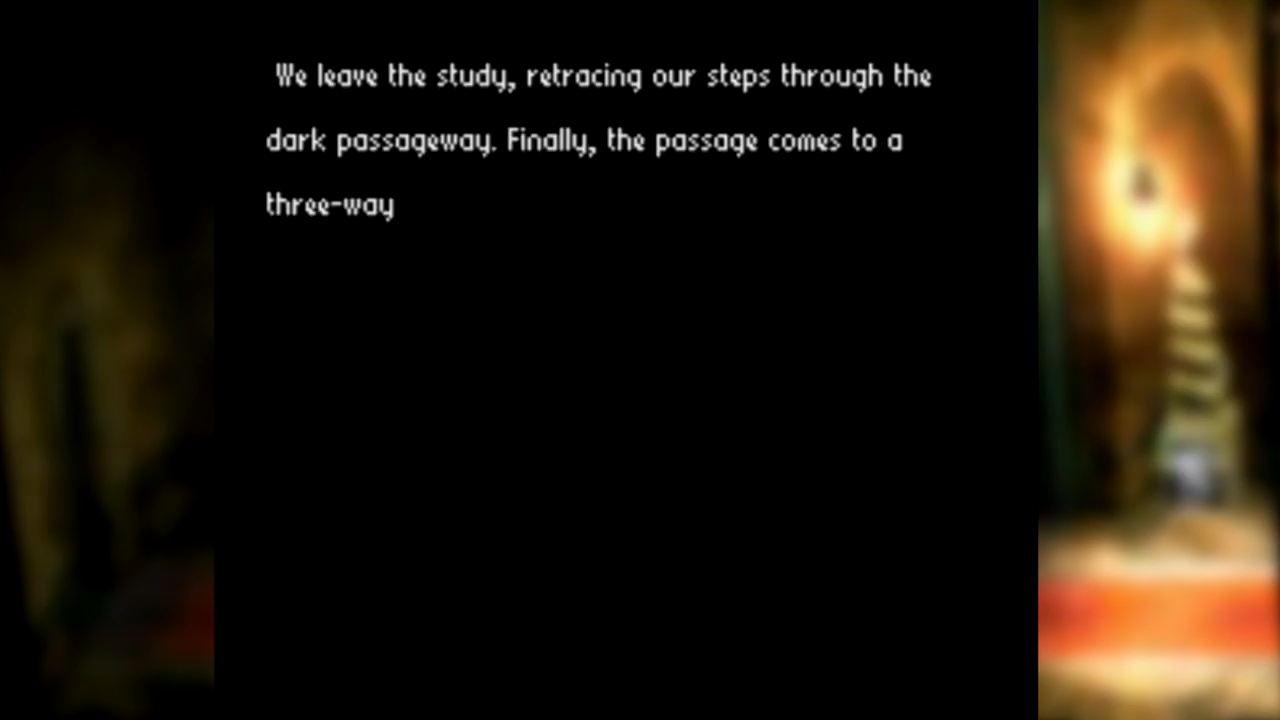 We leave the study, retracing our steps through the
dark passageway. Finally, the passage comes to a
three-way